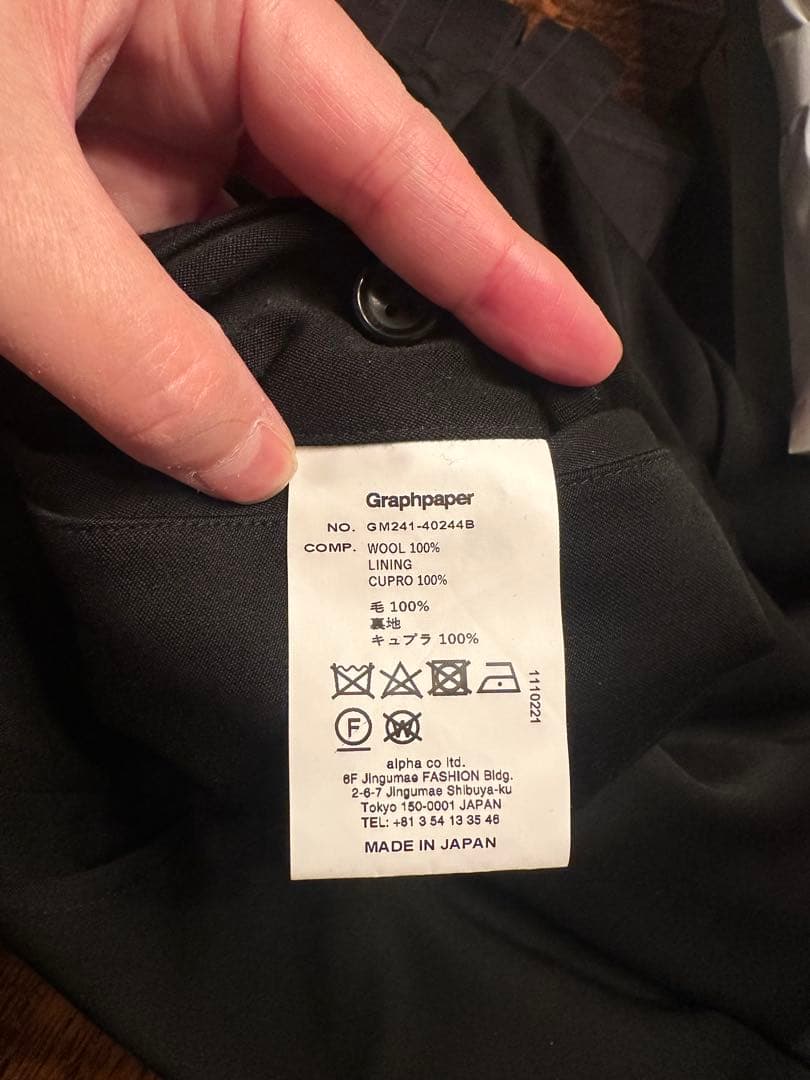 Graphpaper
NO. GM241-40244B
COMP. WOOL 100%
LINING
CUPRO 100%
毛 100%
裏地
キュプラ 100%
1110221
F W
alpha co ltd.
6F Jingumae FASHION Bldg.
2-6-7 Jingumae Shibuya-ku
Tokyo 150-0001 JAPAN
TEL: +81 3 54 13 35 46
MADE IN JAPAN